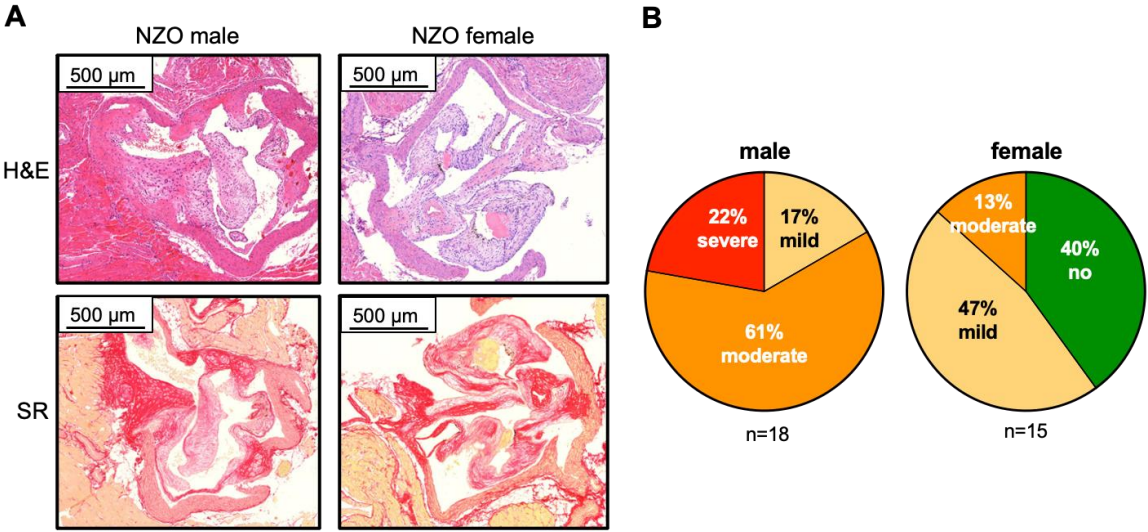 A
NZO male
NZO female
H&E
500 µm
500 µm
SR
500 µm
500 µm
B
male
22%
severe
17%
mild
61%
moderate
n=18
female
13%
moderate
40%
no
47%
mild
n=15